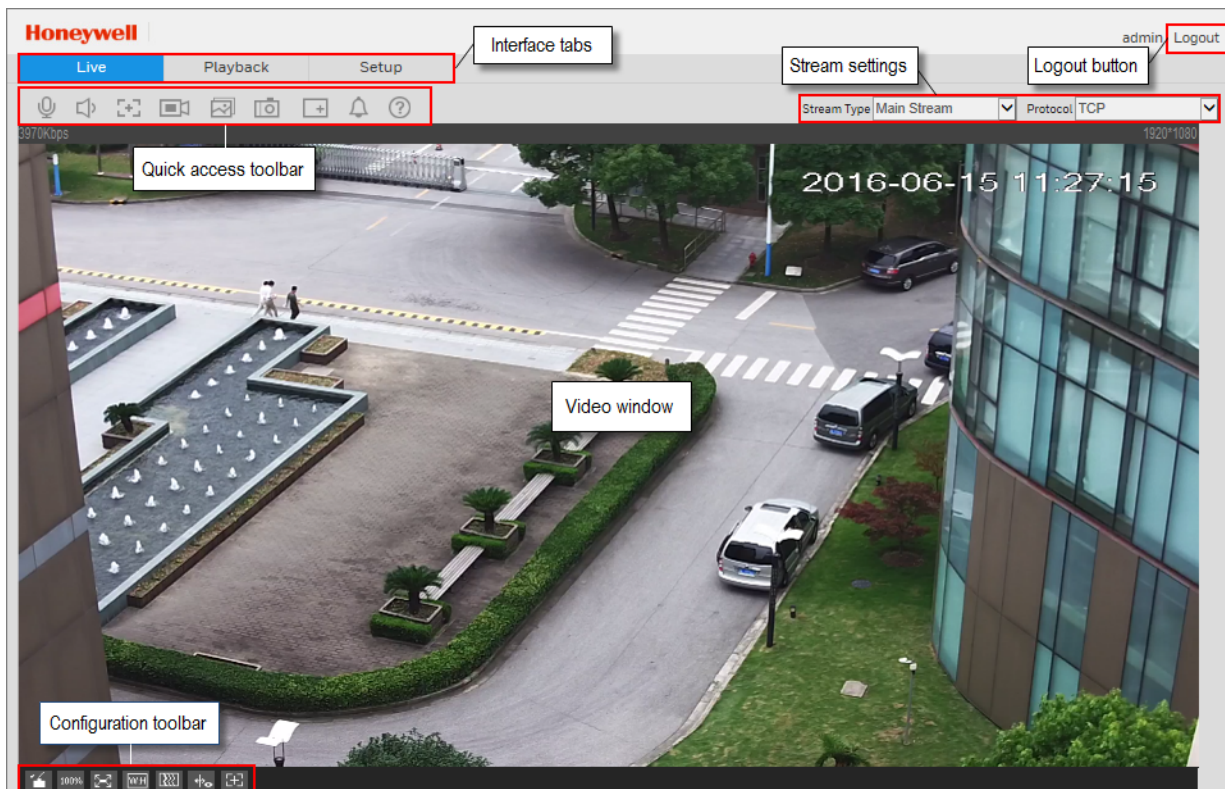 Honeywell
Interface tabs
admin Logout
Live Playback Setup
Stream settings
Logout button
Stream Type Main Stream Protocol TCP
3970Kbps
1920*1080
Quick access toolbar
2016-06-15 11:27:15
Video window
Configuration toolbar
100% W:H